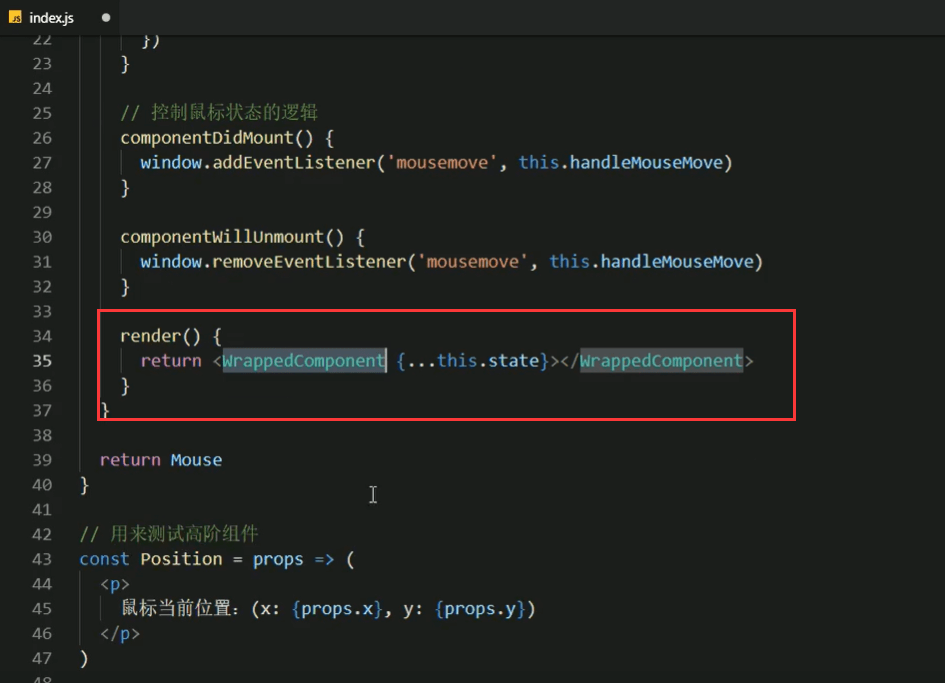 JS index.js
22 })
23 }
24
25 // 控制鼠标状态的逻辑
26 componentDidMount() {
27 window.addEventListener('mousemove', this.handleMouseMove)
28 }
29
30 componentWillUnmount() {
31 window.removeEventListener('mousemove', this.handleMouseMove)
32 }
33
34 render() {
35 return <WrappedComponent {...this.state}></WrappedComponent>
36 }
37 }
38
39 return Mouse
40 }
41
42 // 用来测试高阶组件
43 const Position = props => (
44 <p>
45 鼠标当前位置：(x: {props.x}, y: {props.y})
46 </p>
47 )
48